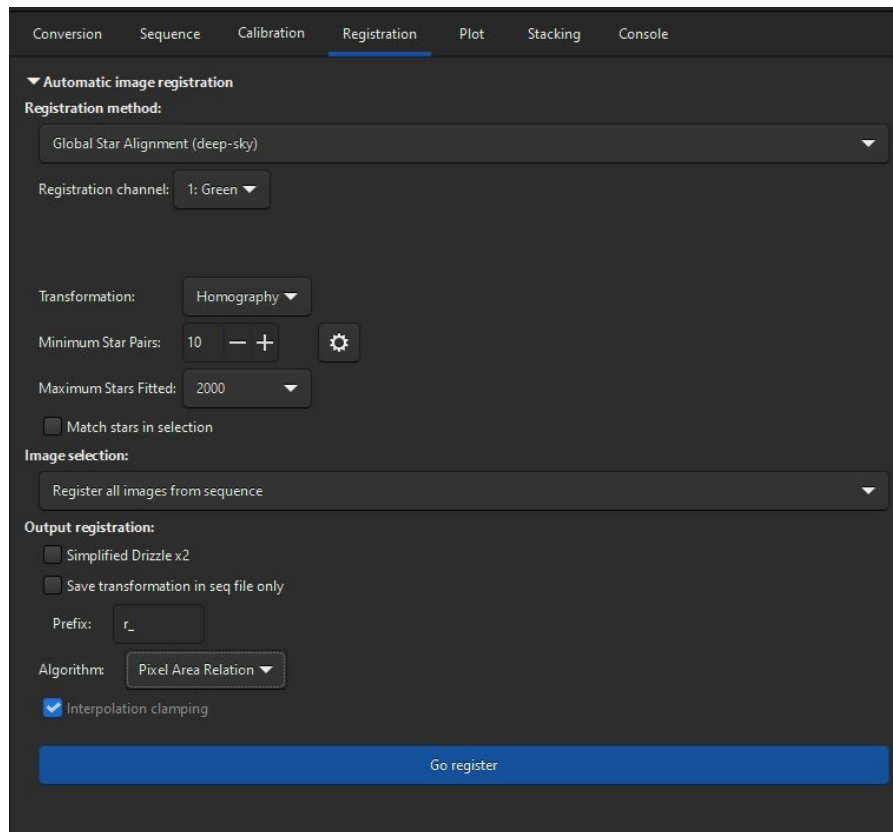 Conversion Sequence Calibration Registration Plot Stacking Console
Automatic image registration
Registration method:
Global Star Alignment (deep-sky)
Registration channel: 1: Green
Transformation: Homography
Minimum Star Pairs: 10
Maximum Stars Fitted: 2000
Match stars in selection
Image selection:
Register all images from sequence
Output registration:
Simplified Drizzle x2
Save transformation in seq file only
Prefix: r_
Algorithm: Pixel Area Relation
Interpolation clamping
Go register